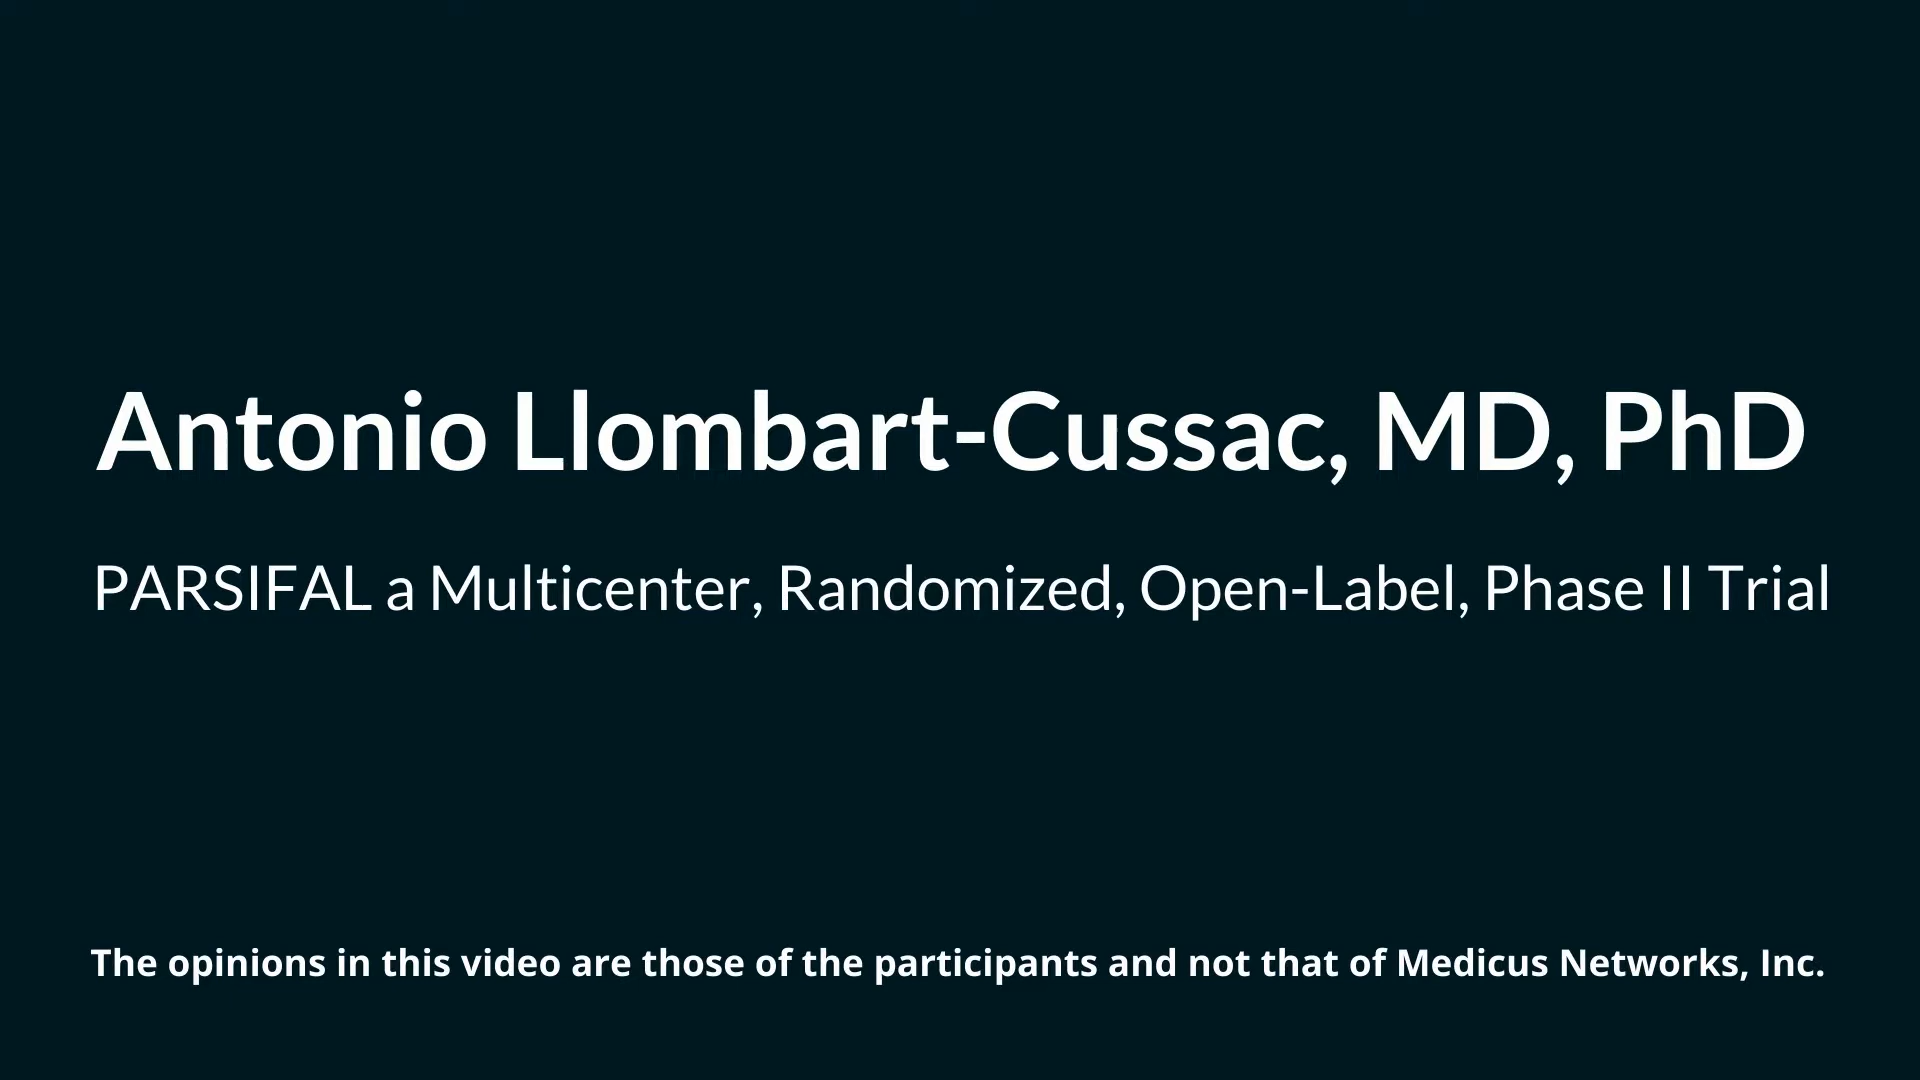 Antonio Llombart-Cussac, MD, PhD
PARSIFAL a Multicenter, Randomized, Open-Label, Phase II Trial
The opinions in this video are those of the participants and not that of Medicus Networks, Inc.